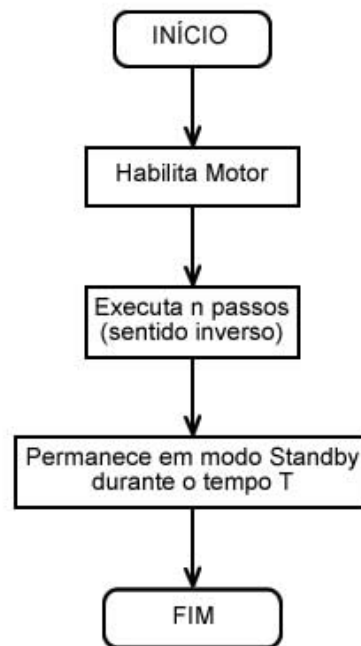 INÍCIO
Habilita Motor
Executa n passos
(sentido inverso)
Permanece em modo Standby
durante o tempo T
FIM